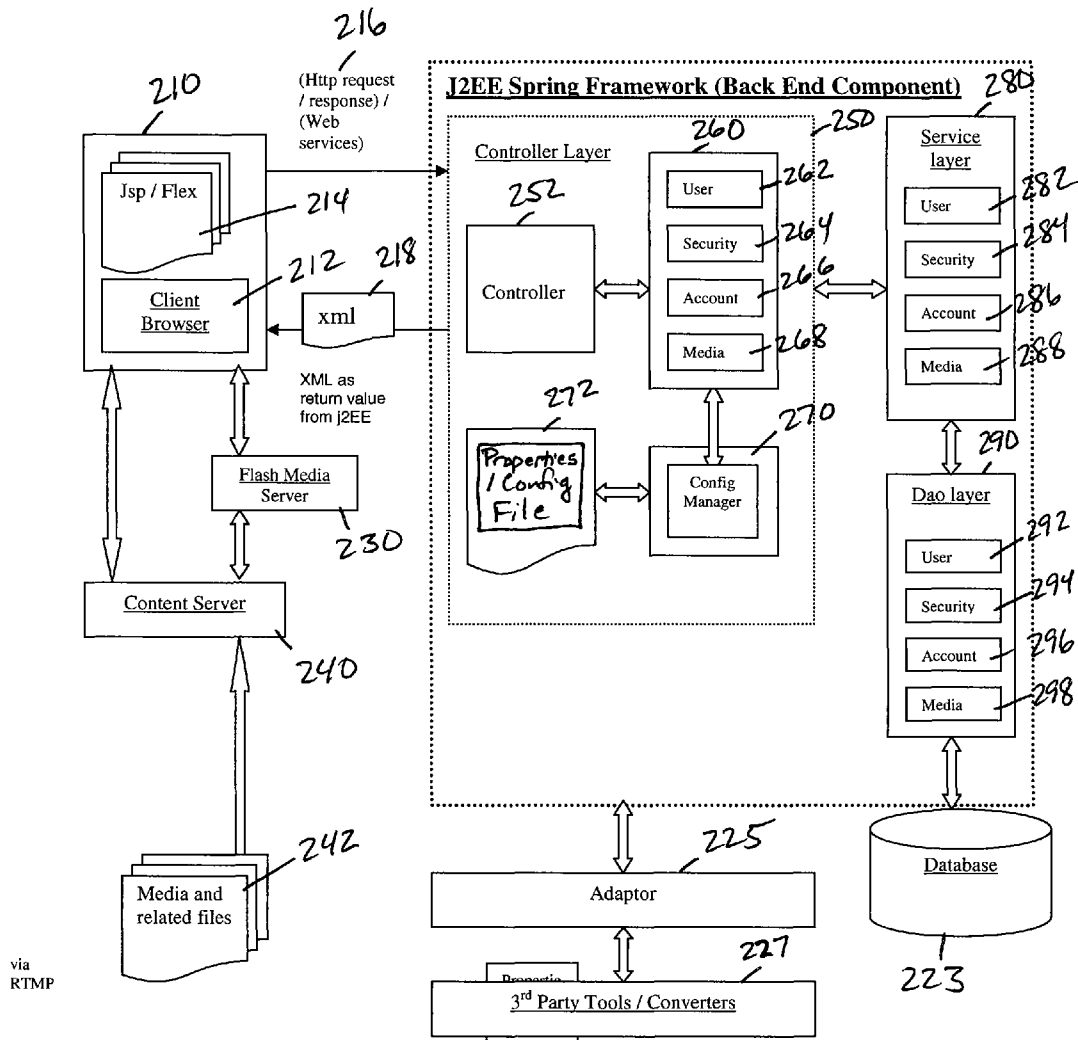 216
(Http request
/ response) /
(Web
services)
210
Jsp / Flex
214
212
Client
Browser
218
xml
XML as
return value
from j2EE
Flash Media
Server
230
Content Server
240
242
Media and
related files
via
RTMP
J2EE Spring Framework (Back End Component)
250
Controller Layer
252
Controller
260
User
262
Security
264
Account
266
Media
268
272
Properties
/ Config
File
270
Config
Manager
280
Service
layer
User
282
Security
284
Account
286
Media
288
290
Dao layer
User
292
Security
294
Account
296
Media
298
225
Adaptor
227
Propertie
3rd Party Tools / Converters
Database
223